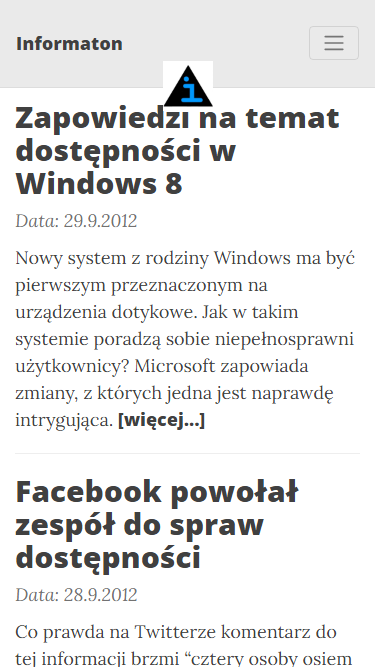 Informaton
i
Zapowiedzi na temat
dostępności w
Windows 8
Data: 29.9.2012
Nowy system z rodziny Windows ma być
pierwszym przeznaczonym na
urządzenia dotykowe. Jak w takim
systemie poradzą sobie niepełnosprawni
użytkownicy? Microsoft zapowiada
zmiany, z których jedna jest naprawdę
intrygująca. [więcej...]
Facebook powołał
zespół do spraw
dostępności
Data: 28.9.2012
Co prawda na Twitterze komentarz do
tej informacji brzmi “cztery osoby osiem